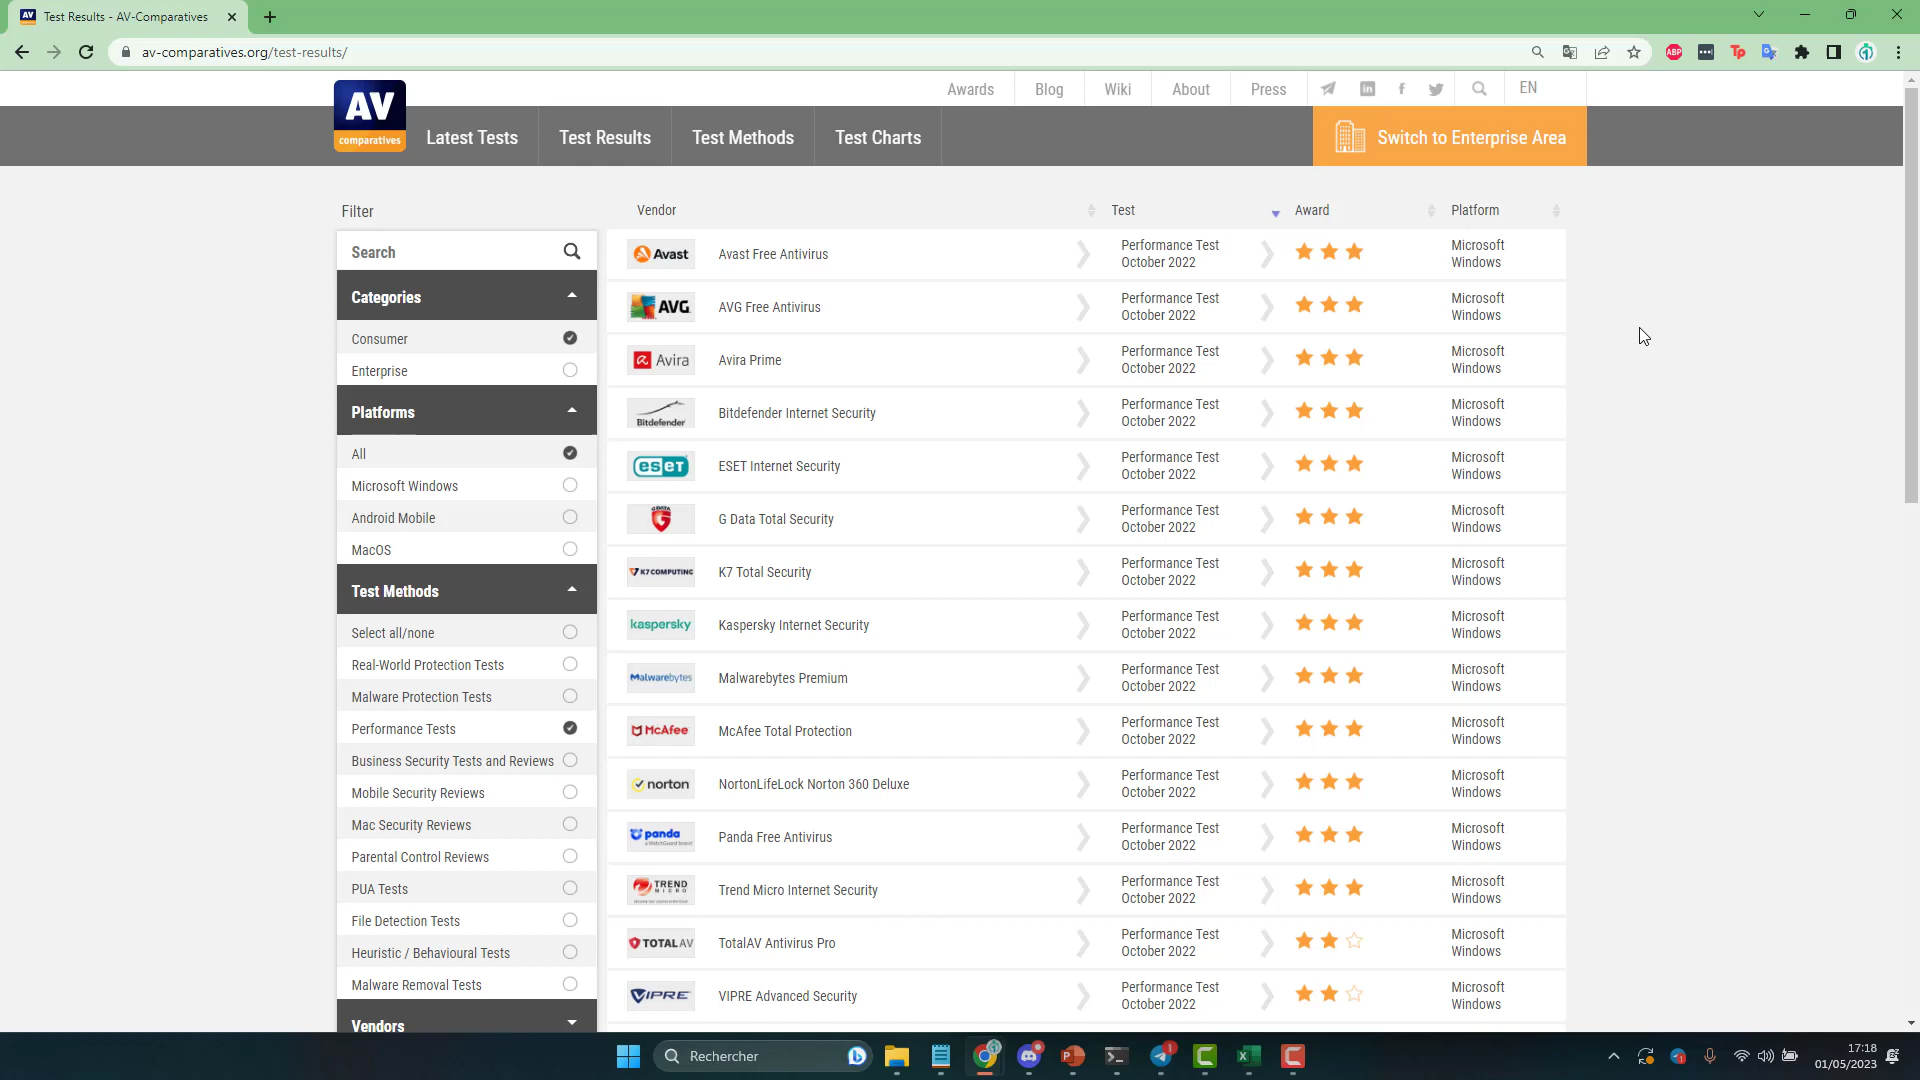 Test Results - AV-Comparatives
av-comparatives.org/test-results/
ABP
Tp
Awards
Blog
Wiki
About
Press
in
f
EN
AV
comparatives
Latest Tests
Test Results
Test Methods
Test Charts
Switch to Enterprise Area
Filter
Search
Categories
Consumer
Enterprise
Platforms
All
Microsoft Windows
Android Mobile
MacOS
Test Methods
Select all/none
Real-World Protection Tests
Malware Protection Tests
Performance Tests
Business Security Tests and Reviews
Mobile Security Reviews
Mac Security Reviews
Parental Control Reviews
PUA Tests
File Detection Tests
Heuristic / Behavioural Tests
Malware Removal Tests
Vendors
Vendor
Test
Award
Platform
Avast
Avast Free Antivirus
Performance Test
October 2022
Microsoft
Windows
AVG
AVG Free Antivirus
Performance Test
October 2022
Microsoft
Windows
Avira
Avira Prime
Performance Test
October 2022
Microsoft
Windows
Bitdefender
Bitdefender Internet Security
Performance Test
October 2022
Microsoft
Windows
eseT
ESET Internet Security
Performance Test
October 2022
Microsoft
Windows
G DATA
G Data Total Security
Performance Test
October 2022
Microsoft
Windows
K7 COMPUTING
K7 Total Security
Performance Test
October 2022
Microsoft
Windows
kaspersky
Kaspersky Internet Security
Performance Test
October 2022
Microsoft
Windows
Malwarebytes
Malwarebytes Premium
Performance Test
October 2022
Microsoft
Windows
McAfee
McAfee Total Protection
Performance Test
October 2022
Microsoft
Windows
norton
NortonLifeLock Norton 360 Deluxe
Performance Test
October 2022
Microsoft
Windows
panda
Panda Free Antivirus
Performance Test
October 2022
Microsoft
Windows
TREND
MICRO
Trend Micro Internet Security
Performance Test
October 2022
Microsoft
Windows
TOTALAV
TotalAV Antivirus Pro
Performance Test
October 2022
Microsoft
Windows
VIPRE
VIPRE Advanced Security
Performance Test
October 2022
Microsoft
Windows
Rechercher
17:18
01/05/2023